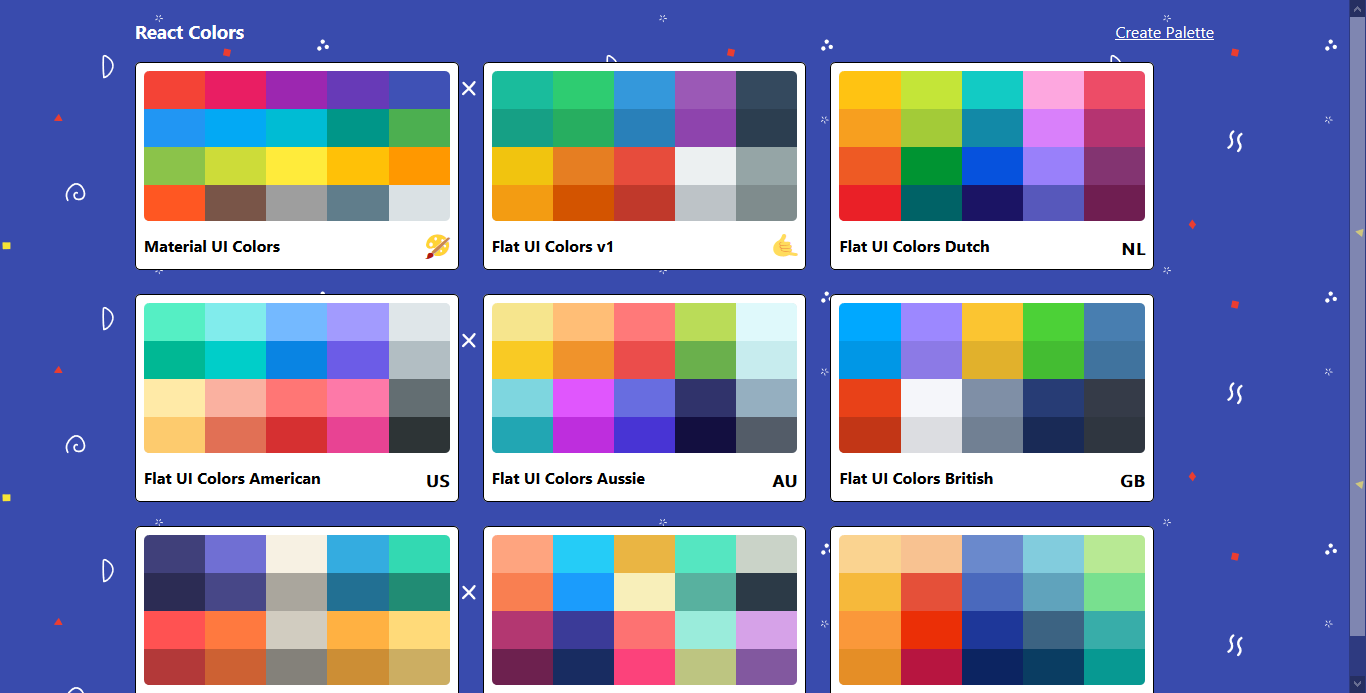 React Colors
Create Palette
Material UI Colors 🎨
Flat UI Colors v1 🤙
Flat UI Colors Dutch NL
Flat UI Colors American US
Flat UI Colors Aussie AU
Flat UI Colors British GB